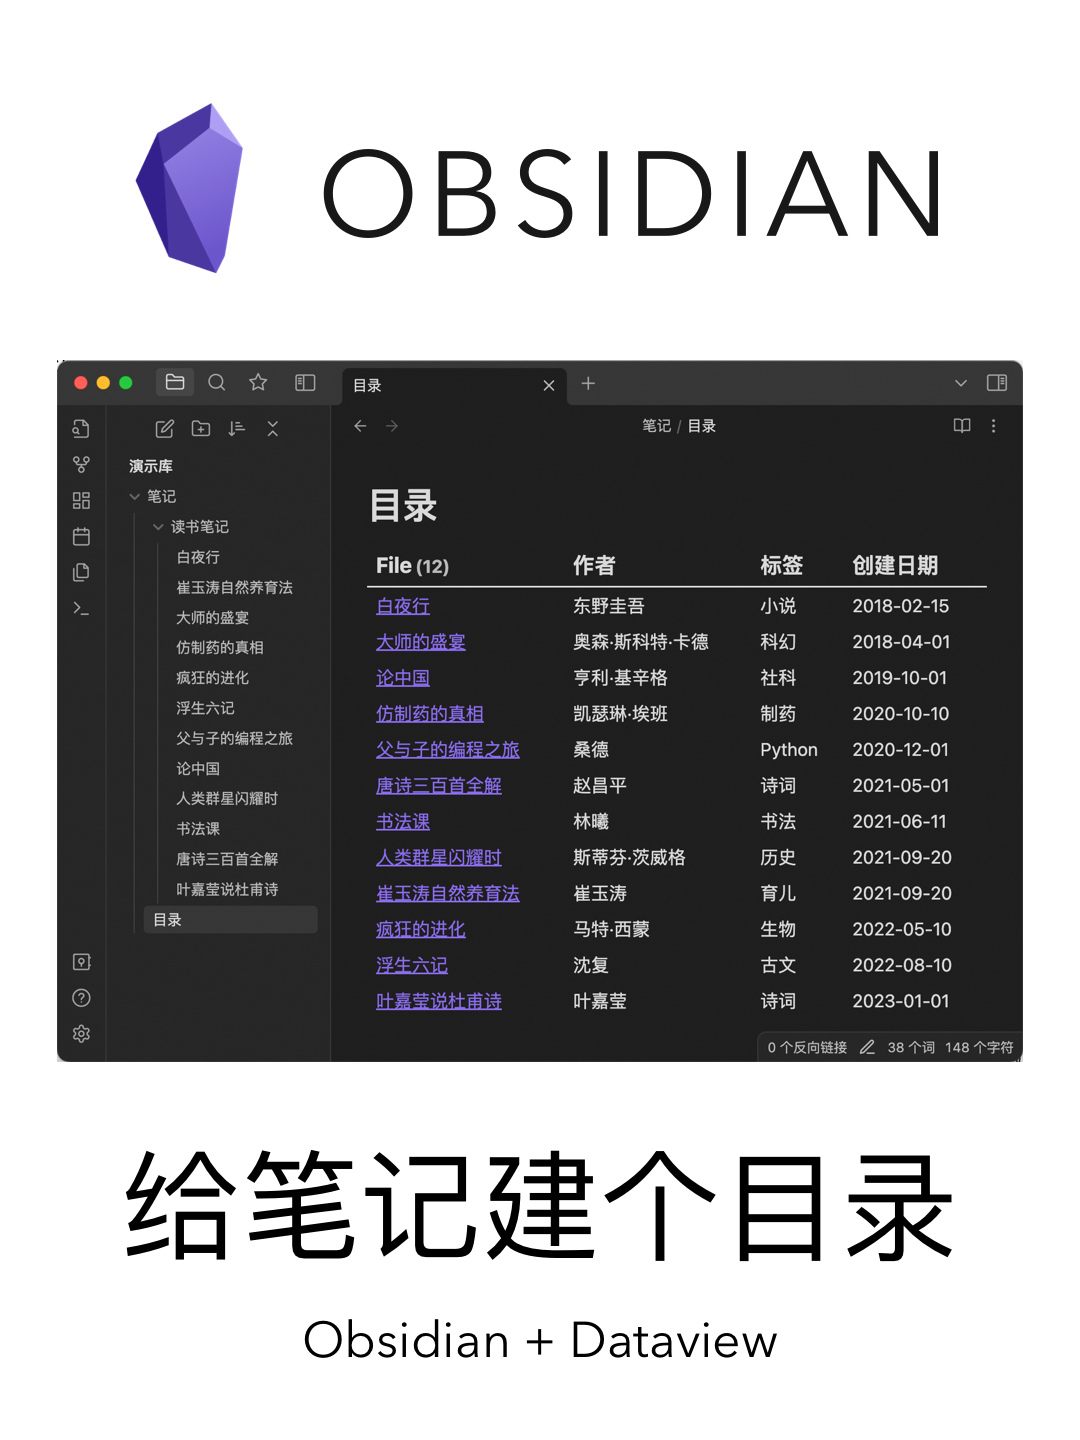 OBSIDIAN
目录
笔记 / 目录
演示库
笔记
读书笔记
白夜行
崔玉涛自然养育法
大师的盛宴
仿制药的真相
疯狂的进化
浮生六记
父与子的编程之旅
论中国
人类群星闪耀时
书法课
唐诗三百首全解
叶嘉莹说杜甫诗
目录
目录
File (12) 作者 标签 创建日期
白夜行 东野圭吾 小说 2018-02-15
大师的盛宴 奥森·斯科特·卡德 科幻 2018-04-01
论中国 亨利·基辛格 社科 2019-10-01
仿制药的真相 凯瑟琳·埃班 制药 2020-10-10
父与子的编程之旅 桑德 Python 2020-12-01
唐诗三百首全解 赵昌平 诗词 2021-05-01
书法课 林曦 书法 2021-06-11
人类群星闪耀时 斯蒂芬·茨威格 历史 2021-09-20
崔玉涛自然养育法 崔玉涛 育儿 2021-09-20
疯狂的进化 马特·西蒙 生物 2022-05-10
浮生六记 沈复 古文 2022-08-10
叶嘉莹说杜甫诗 叶嘉莹 诗词 2023-01-01
0 个反向链接 38 个词 148 个字符
给笔记建个目录
Obsidian + Dataview